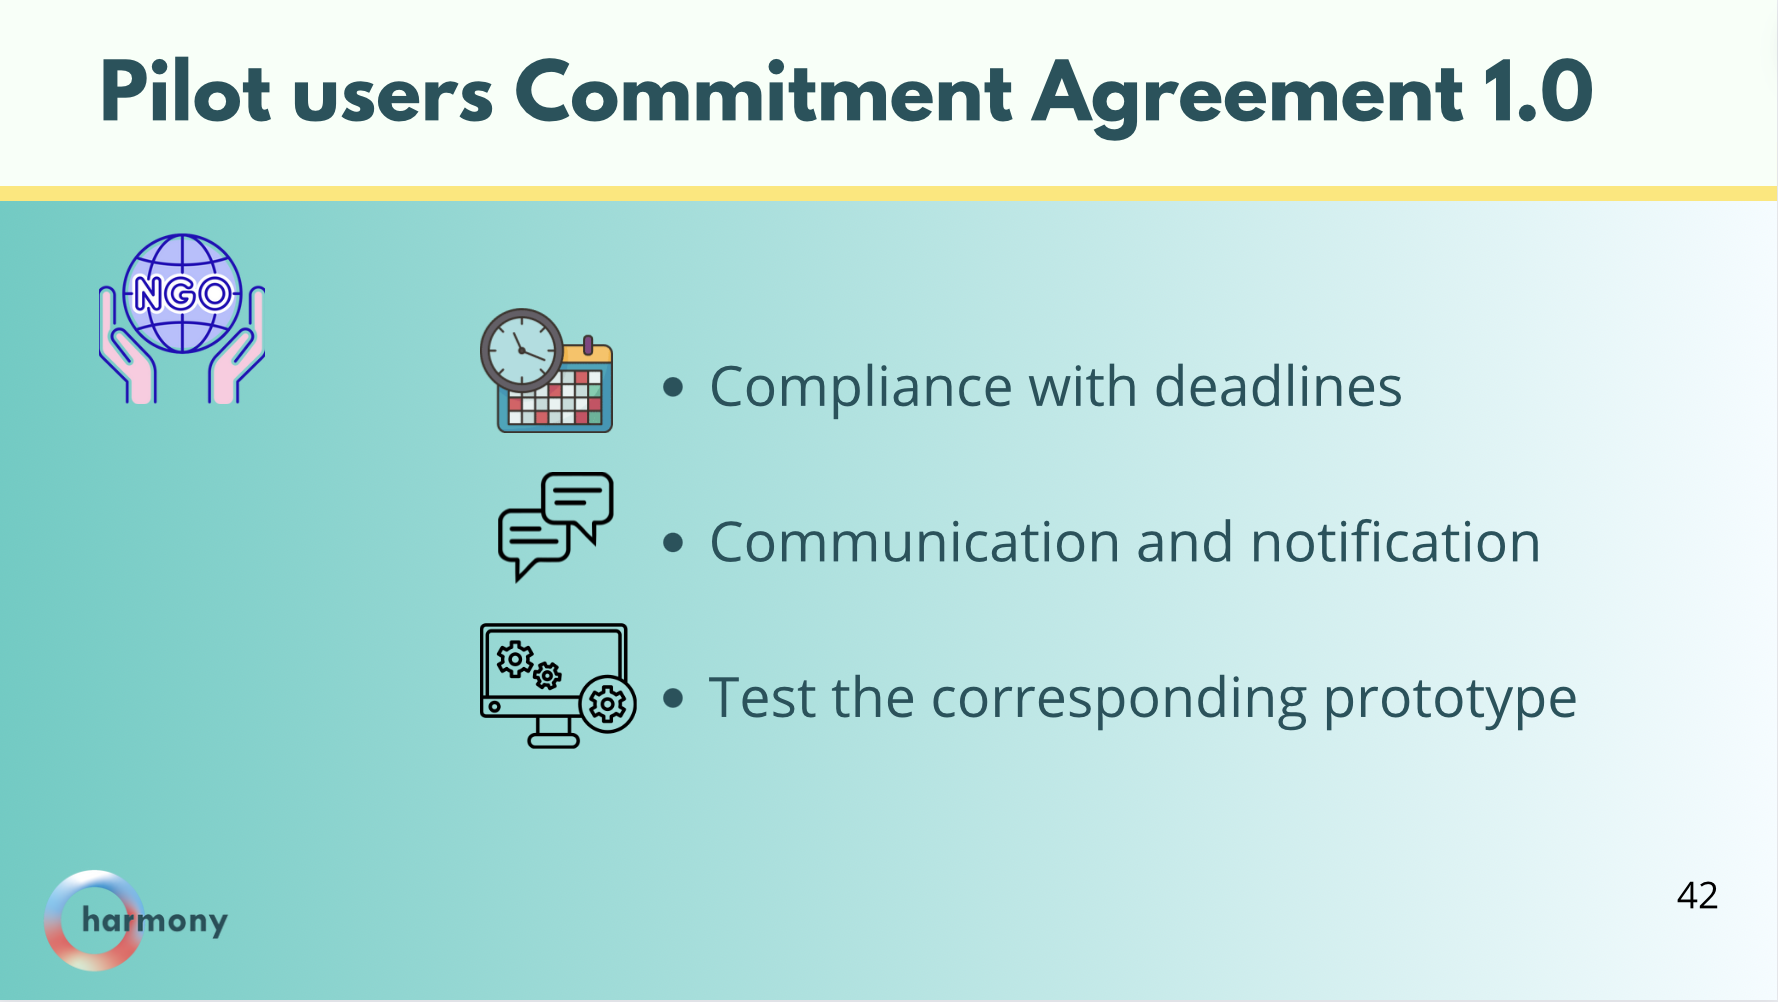 Pilot users Commitment Agreement 1.0
NGO
• Compliance with deadlines
• Communication and notification
• Test the corresponding prototype
harmony
42